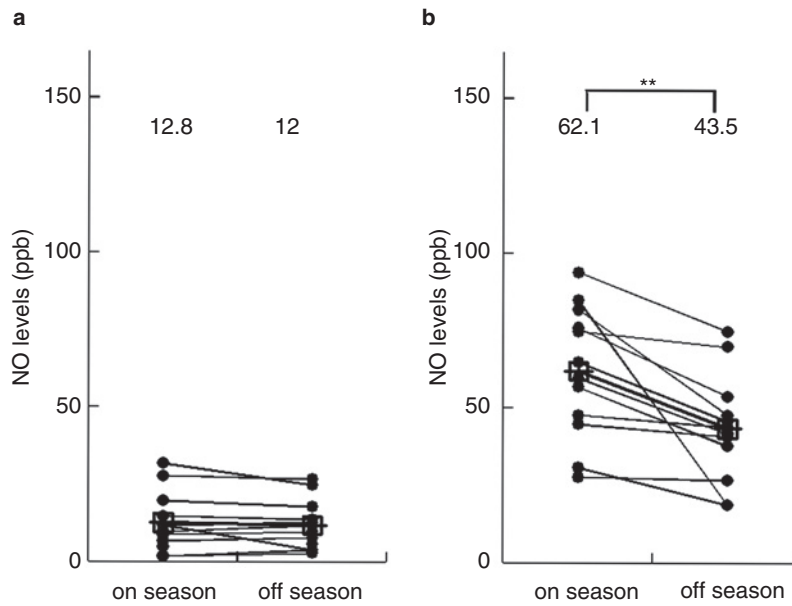 a
NO levels (ppb)
150
100
50
0
12.8 12
on season off season
b
NO levels (ppb)
150
100
50
0
**
62.1 43.5
on season off season